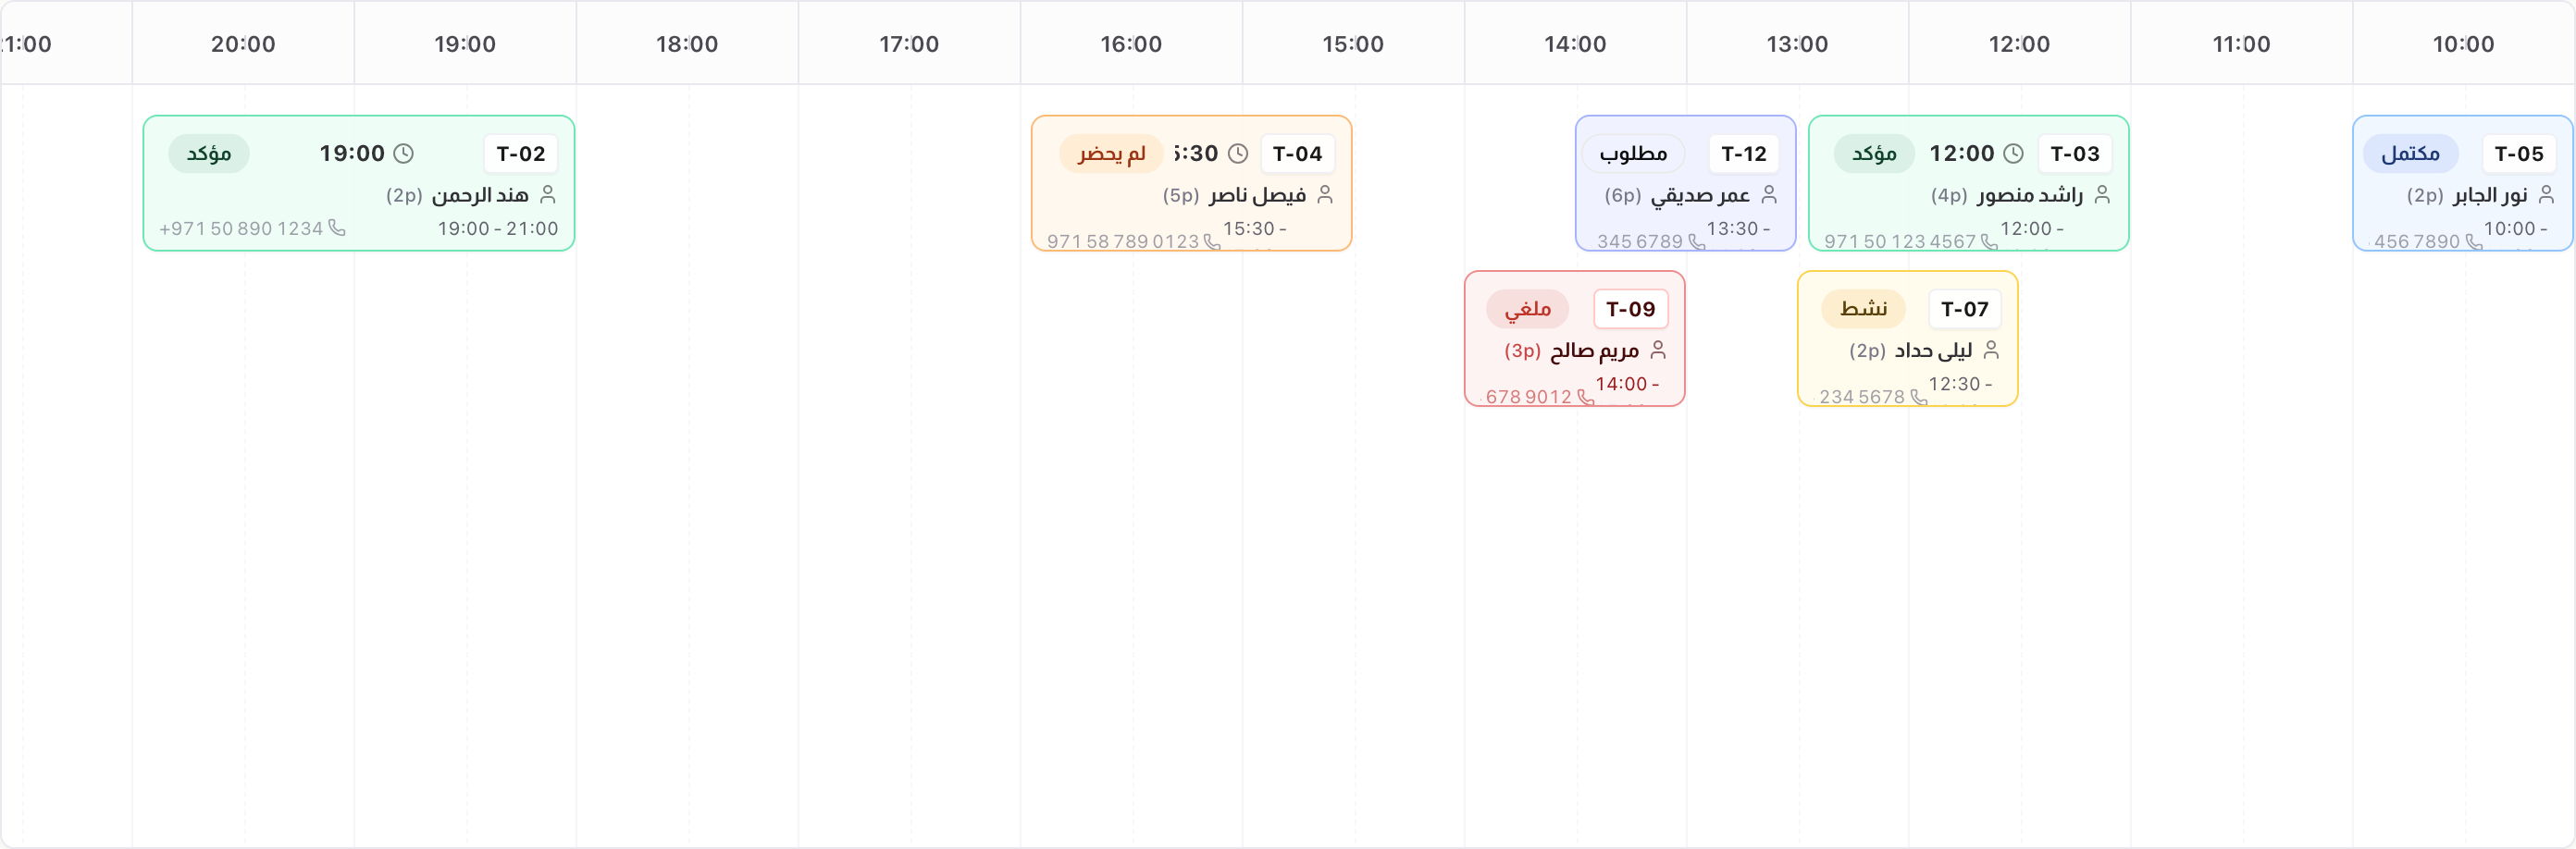 10:00
11:00
12:00
13:00
14:00
15:00
16:00
17:00
18:00
19:00
20:00
1:00
T-05 مكتمل
نور الجابر (2p)
10:00 -
456 7890
T-03 12:00 مؤكد
راشد منصور (4p)
12:00 -
971 50 123 4567
T-12 مطلوب
عمر صديقي (6p)
13:30 -
345 6789
T-04 5:30 لم يحضر
فيصل ناصر (5p)
15:30 -
971 58 789 0123
T-02 19:00 مؤكد
هند الرحمن (2p)
19:00 - 21:00
+971 50 890 1234
T-07 نشط
ليلى حداد (2p)
12:30 -
234 5678
T-09 ملغي
مريم صالح (3p)
14:00 -
678 9012